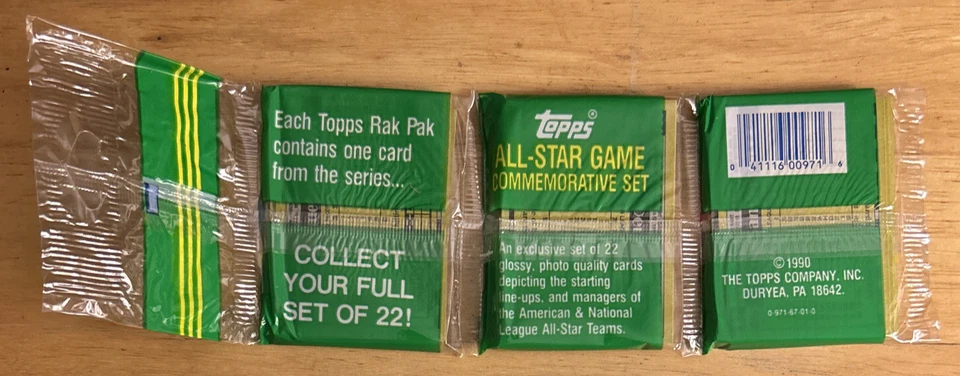 Each Topps Rak Pak
contains one card
from the series...
COLLECT
YOUR FULL
SET OF 22!
Topps®
ALL-STAR GAME
COMMEMORATIVE SET
An exclusive set of 22
glossy, photo quality cards
depicting the starting
line-ups, and managers of
the American & National
League All-Star Teams.
0 41116 00971 6
©1990
THE TOPPS COMPANY, INC.
DURYEA, PA 18642.
0-971-67-01-0